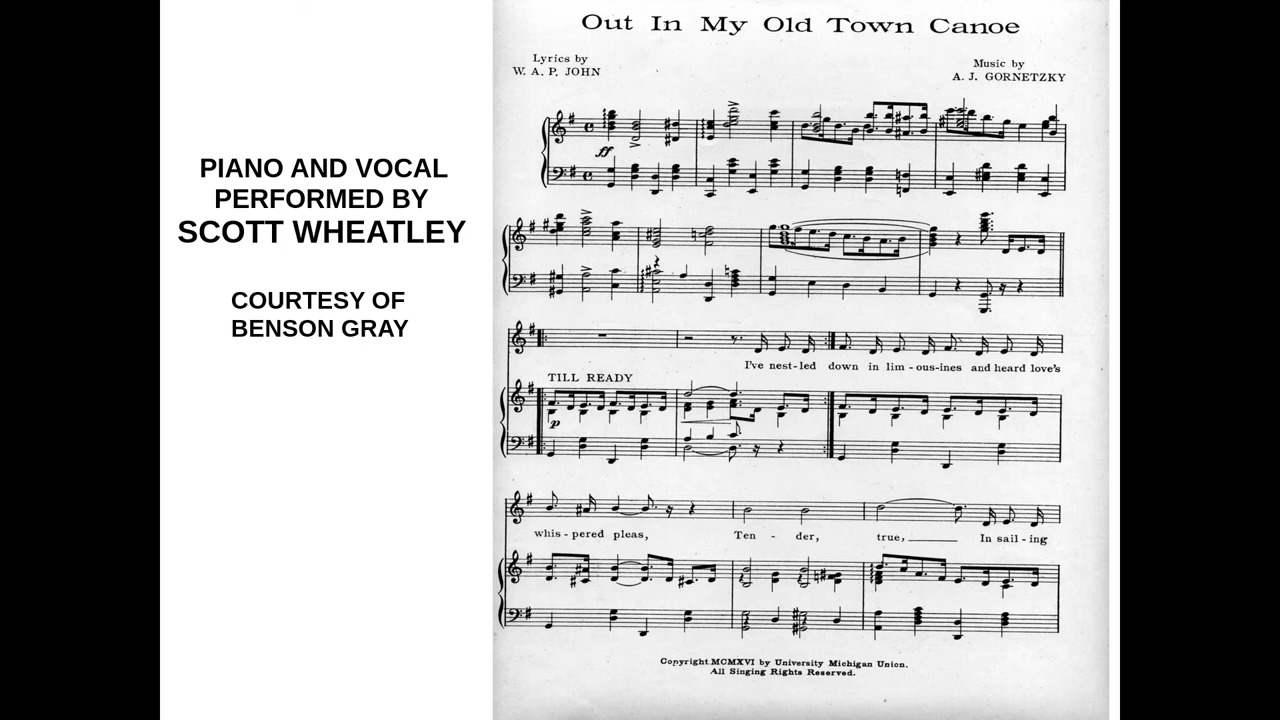 PIANO AND VOCAL
PERFORMED BY
SCOTT WHEATLEY
COURTESY OF
BENSON GRAY
Out In My Old Town Canoe
Lyrics by
W. A. P. JOHN
Music by
A. J. GORNETZKY
ff
I've nest-led down in lim-ous-ines and heard love's
TILL READY
p
whis-pered pleas, Ten-der, true, In sail-ing
Copyright MCMXVI by University Michigan Union.
All Singing Rights Reserved.